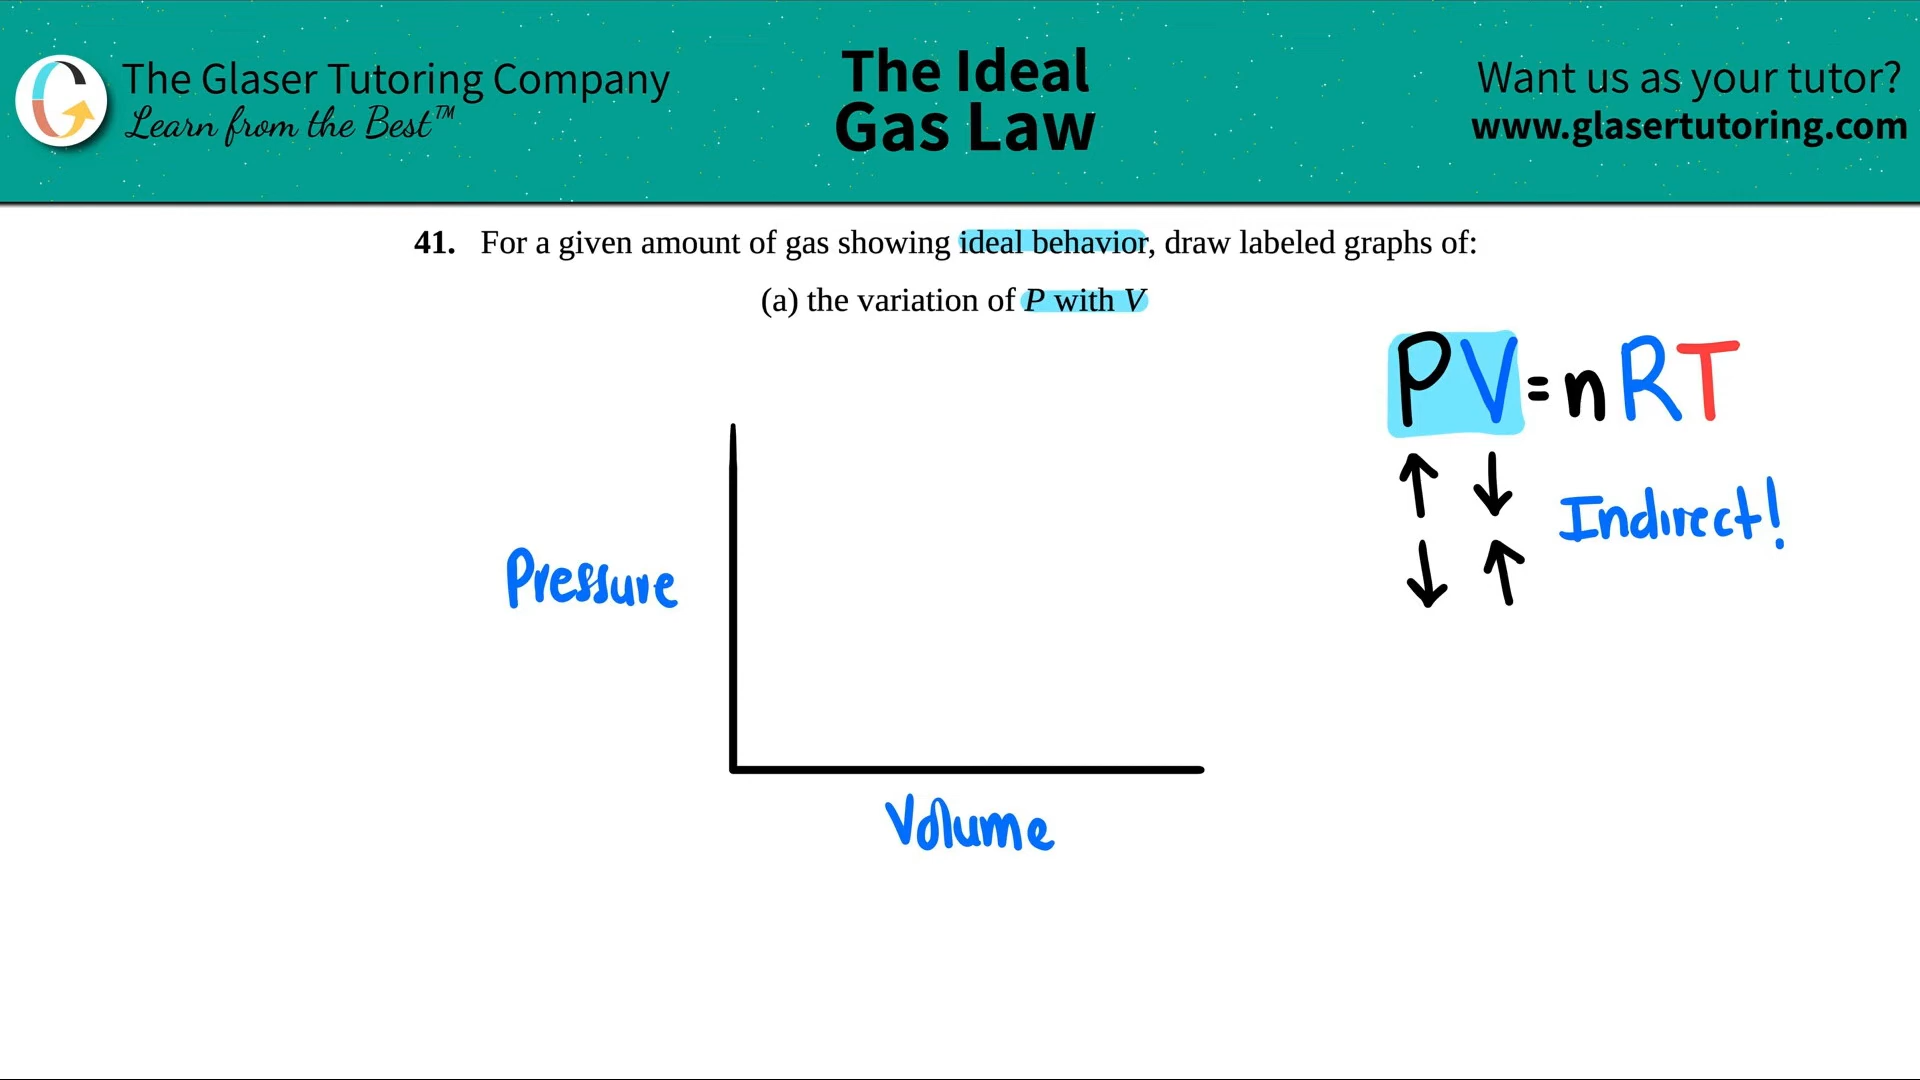 The Glaser Tutoring Company
Learn from the Best™
The Ideal
Gas Law
Want us as your tutor?
www.glasertutoring.com
41. For a given amount of gas showing ideal behavior, draw labeled graphs of:
(a) the variation of P with V
PV=nRT
↑ ↓
Indirect!
↓ ↑
Pressure
Volume